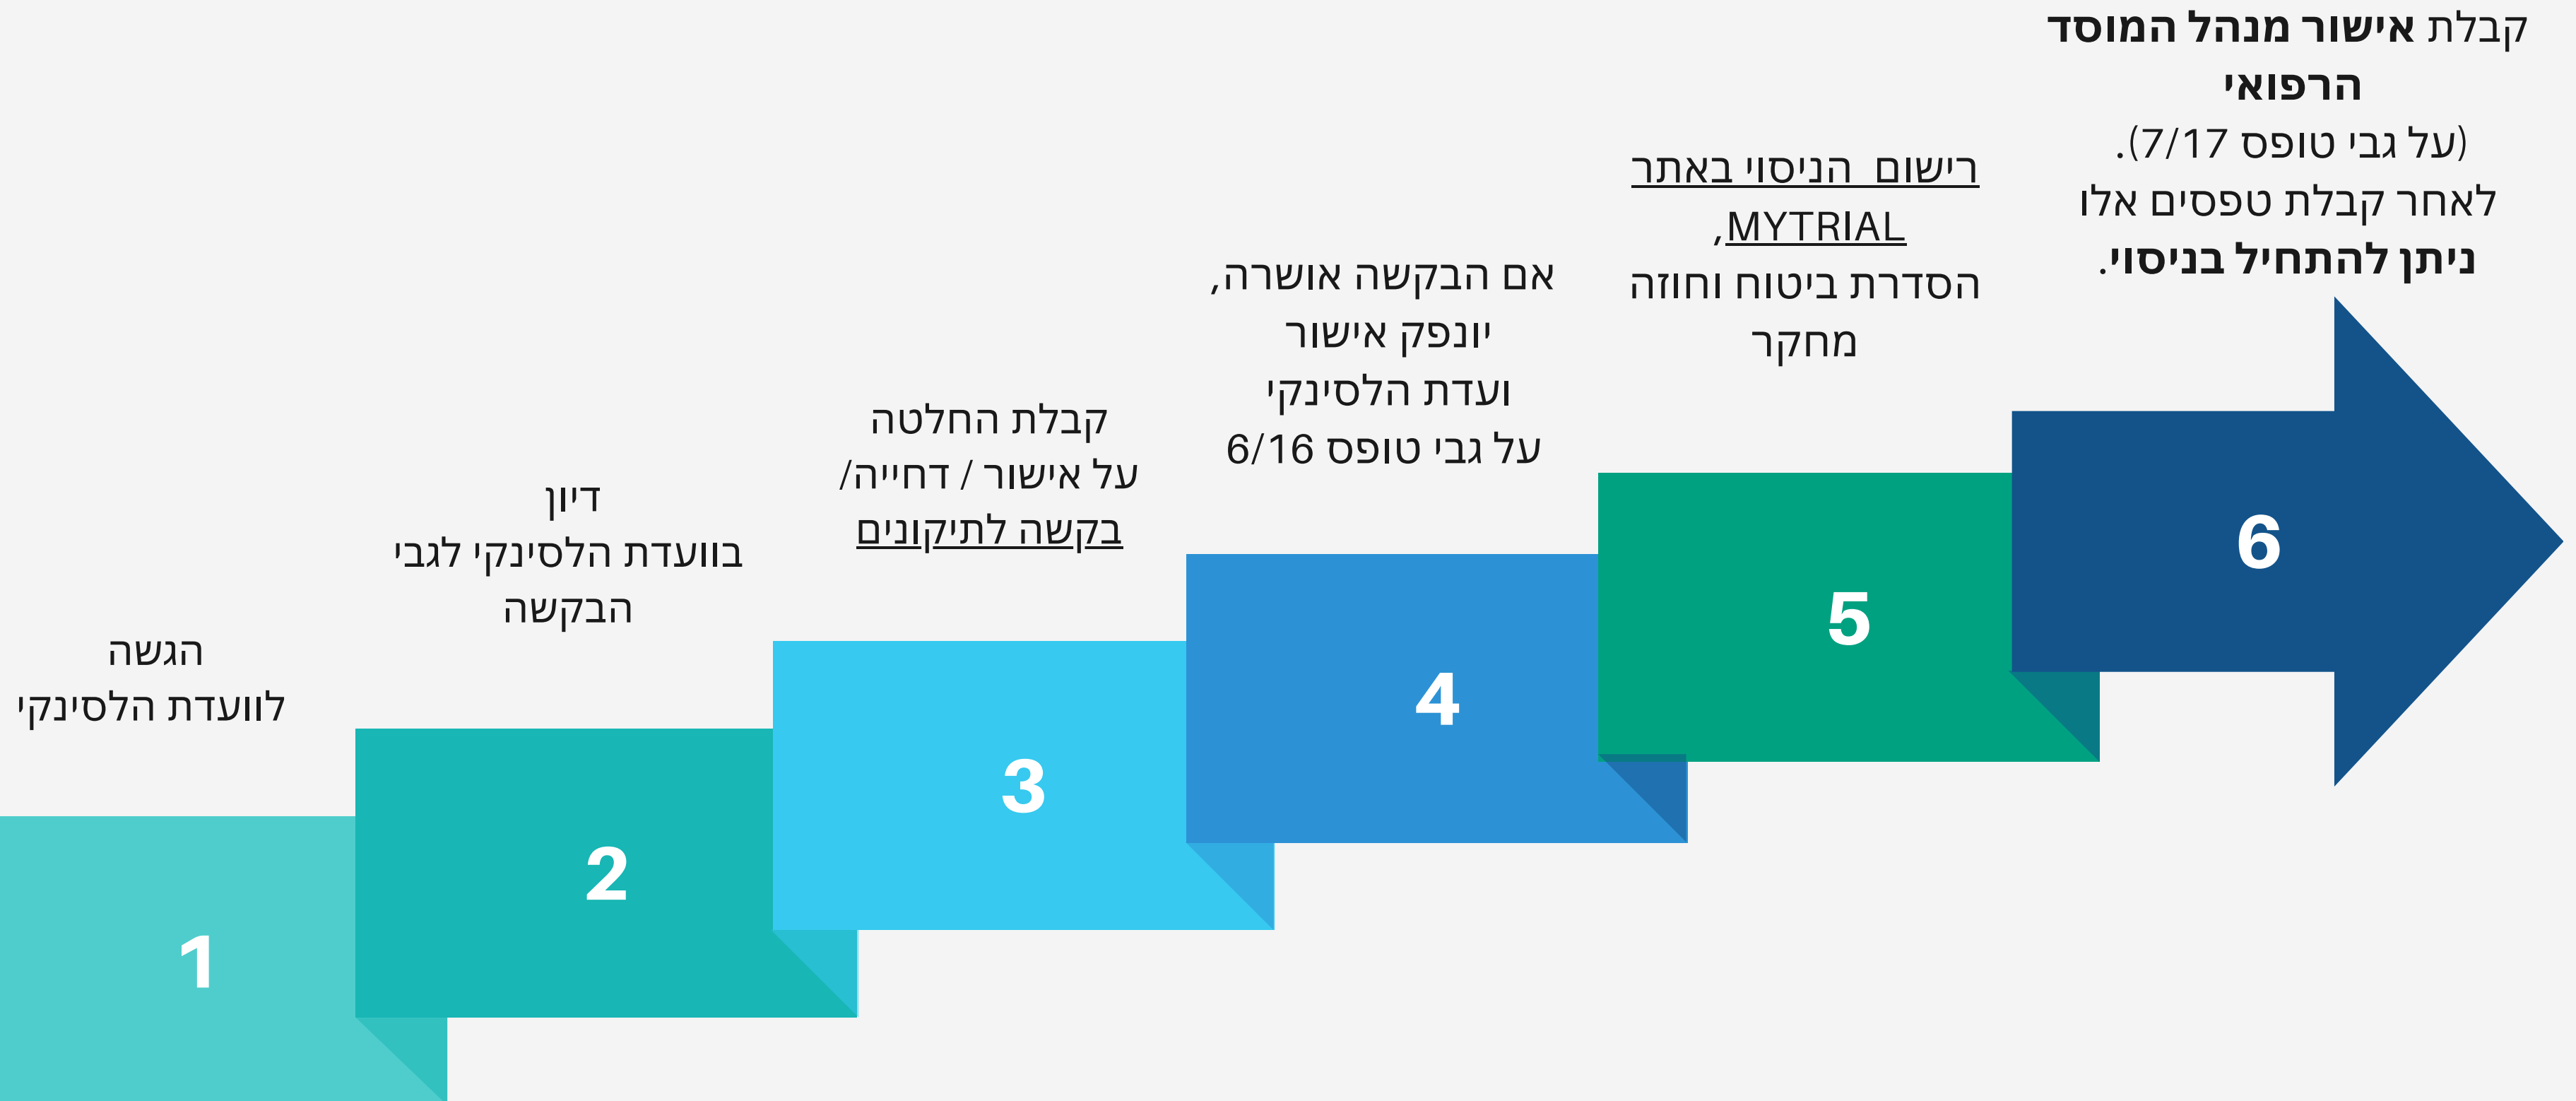 הגשה
לוועדת הלסינקי
1
דיון
בוועדת הלסינקי לגבי
הבקשה
2
קבלת החלטה
על אישור / דחייה/
בקשה לתיקונים
3
אם הבקשה אושרה,
יונפק אישור
ועדת הלסינקי
על גבי טופס 6/16
4
רישום  הניסוי באתר
MYTRIAL,
הסדרת ביטוח וחוזה
מחקר
5
קבלת אישור מנהל המוסד
הרפואי
(על גבי טופס 7/17).
לאחר קבלת טפסים אלו
ניתן להתחיל בניסוי.
6